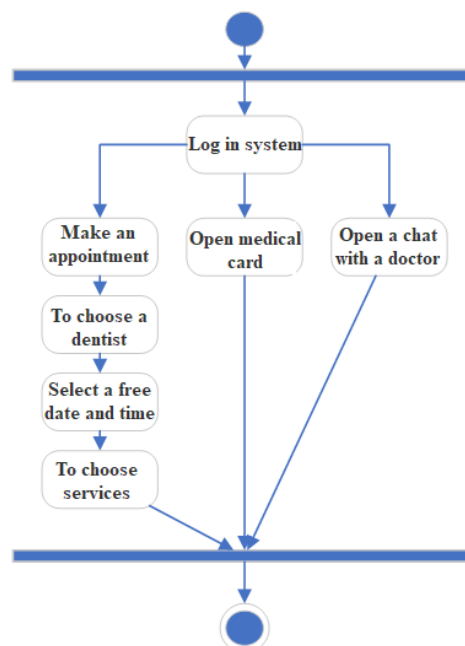 Log in system
Make an
appointment
Open medical
card
Open a chat
with a doctor
To choose a
dentist
Select a free
date and time
To choose
services